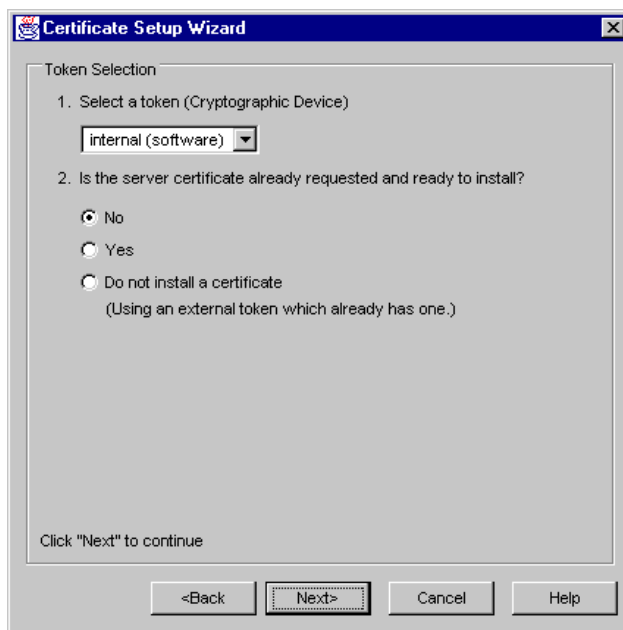 Certificate Setup Wizard
Token Selection
1. Select a token (Cryptographic Device)
internal (software)
2. Is the server certificate already requested and ready to install?
No
Yes
Do not install a certificate
(Using an external token which already has one.)
Click "Next" to continue
<Back Next> Cancel Help